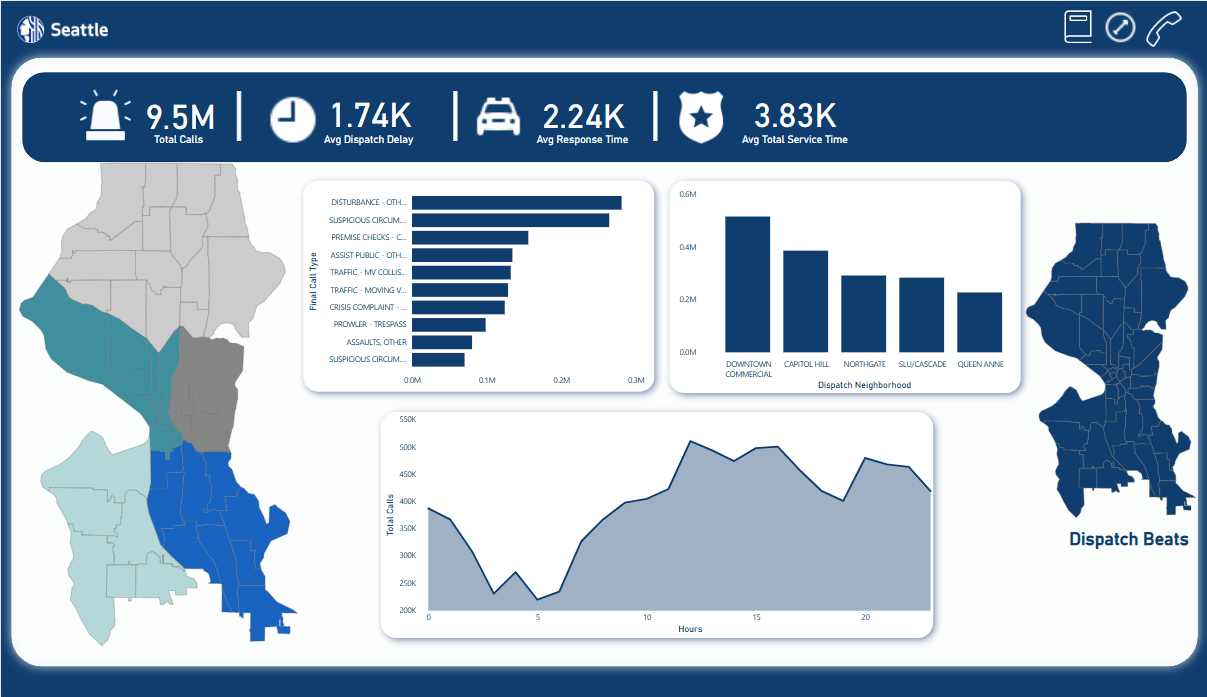 Seattle
9.5M
Total Calls
1.74K
Avg Dispatch Delay
2.24K
Avg Response Time
3.83K
Avg Total Service Time
Final Call Type
DISTURBANCE - OTH...
SUSPICIOUS CIRCUM...
PREMISE CHECKS - C...
ASSIST PUBLIC - OTH...
TRAFFIC - MV COLLIS...
TRAFFIC - MOVING V...
CRISIS COMPLAINT - ...
PROWLER - TRESPASS
ASSAULTS, OTHER
SUSPICIOUS CIRCUM...
0.0M 0.1M 0.2M 0.3M
0.6M
0.4M
0.2M
0.0M
DOWNTOWN
COMMERCIAL
CAPITOL HILL
NORTHGATE
SLU/CASCADE
QUEEN ANNE
Dispatch Neighborhood
Total Calls
550K
500K
450K
400K
350K
300K
250K
200K
0 5 10 15 20
Hours
Dispatch Beats